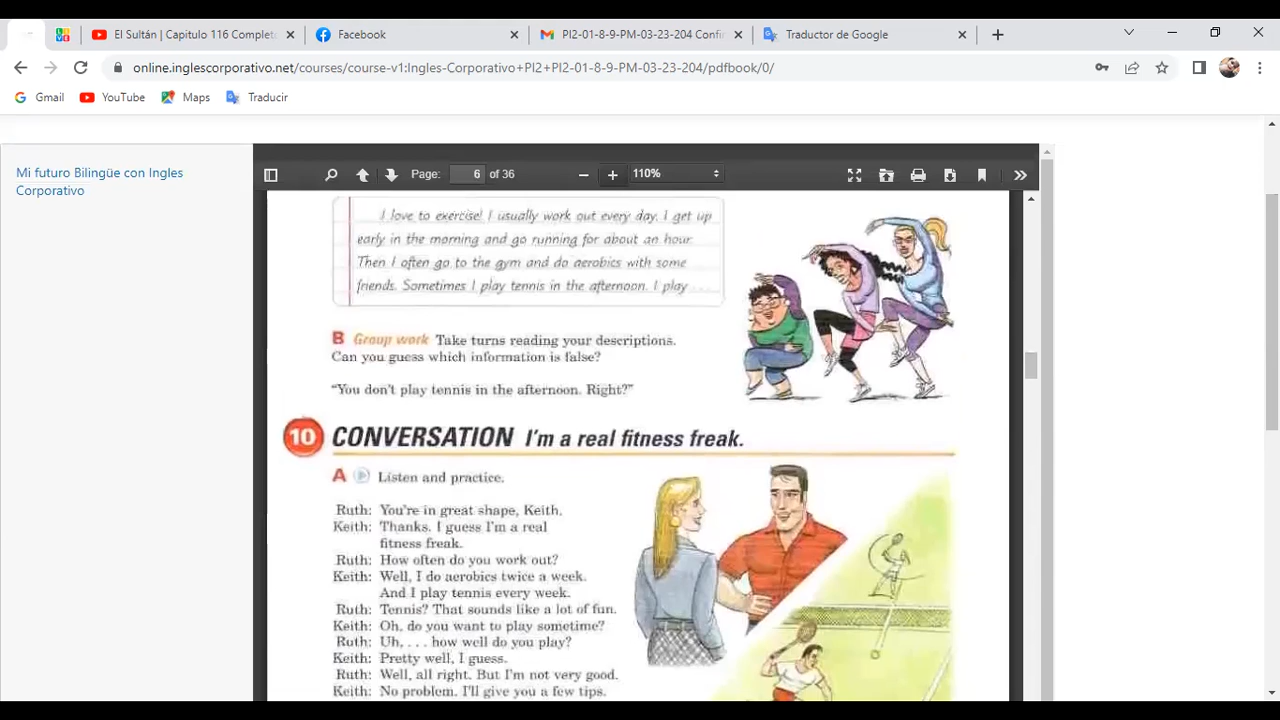 El Sultán | Capitulo 116 Complet
Facebook
PI2-01-8-9-PM-03-23-204 Confi
Traductor de Google
online.inglescorporativo.net/courses/course-v1:Ingles-Corporativo+PI2+PI2-01-8-9-PM-03-23-204/pdfbook/0/
Gmail
YouTube
Maps
Traducir
Mi futuro Bilingüe con Ingles
Corporativo
Page: 6 of 36
110%
I love to exercise! I usually work out every day. I get up
early in the morning and go running for about an hour.
Then I often go to the gym and do aerobics with some
friends. Sometimes I play tennis in the afternoon. I play ....
B Group work Take turns reading your descriptions.
Can you guess which information is false?
“You don't play tennis in the afternoon. Right?”
10 CONVERSATION I'm a real fitness freak.
A Listen and practice.
Ruth: You're in great shape, Keith.
Keith: Thanks. I guess I'm a real
fitness freak.
Ruth: How often do you work out?
Keith: Well, I do aerobics twice a week.
And I play tennis every week.
Ruth: Tennis? That sounds like a lot of fun.
Keith: Oh, do you want to play sometime?
Ruth: Uh, . . . how well do you play?
Keith: Pretty well, I guess.
Ruth: Well, all right. But I'm not very good.
Keith: No problem. I'll give you a few tips.